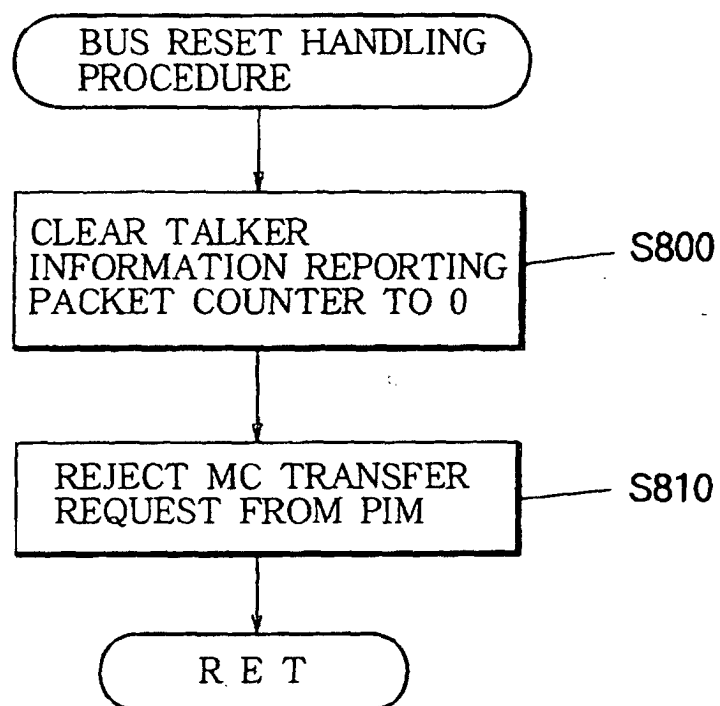 BUS RESET HANDLING
PROCEDURE
CLEAR TALKER
INFORMATION REPORTING
PACKET COUNTER TO 0
S800
REJECT MC TRANSFER
REQUEST FROM PIM
S810
R E T